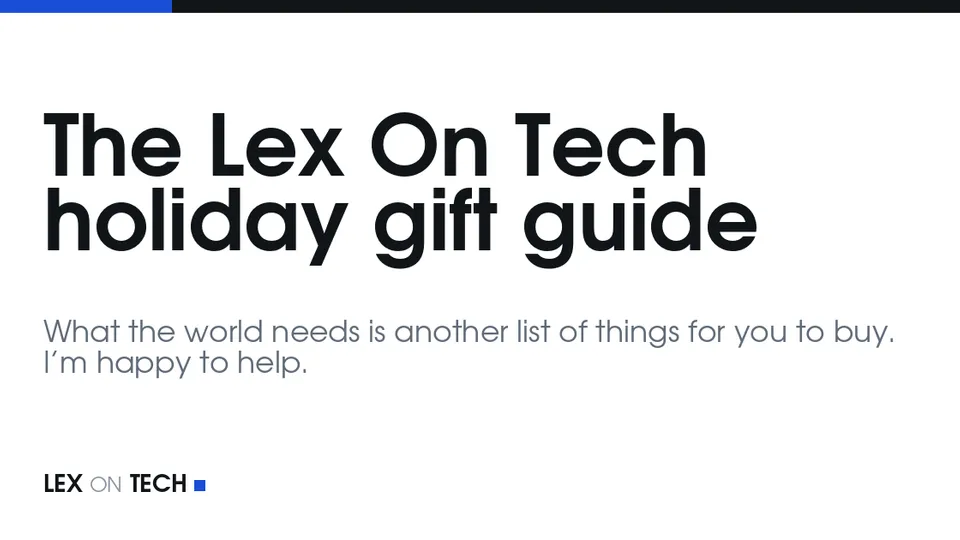 The Lex On Tech
holiday gift guide
What the world needs is another list of things for you to buy.
I’m happy to help.
LEX ON TECH